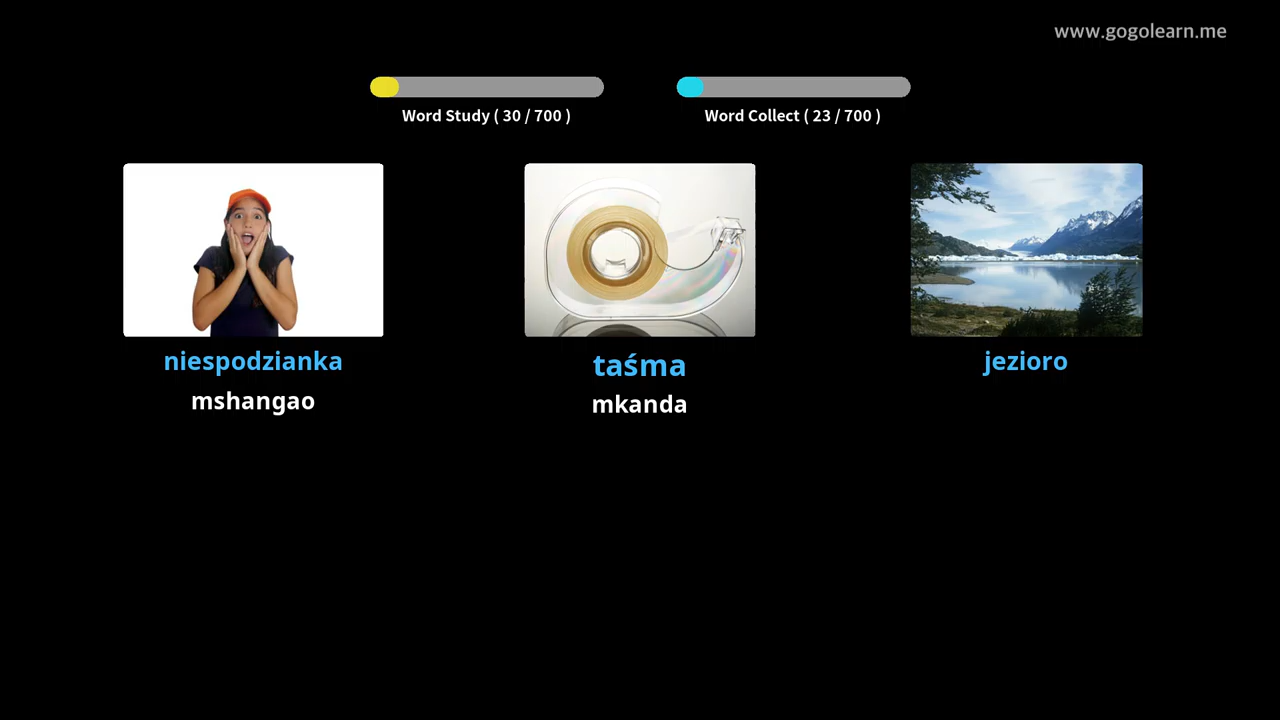 www.gogolearn.me
Word Study ( 30 / 700 )
Word Collect ( 23 / 700 )
niespodzianka
mshangao
taśma
mkanda
jezioro